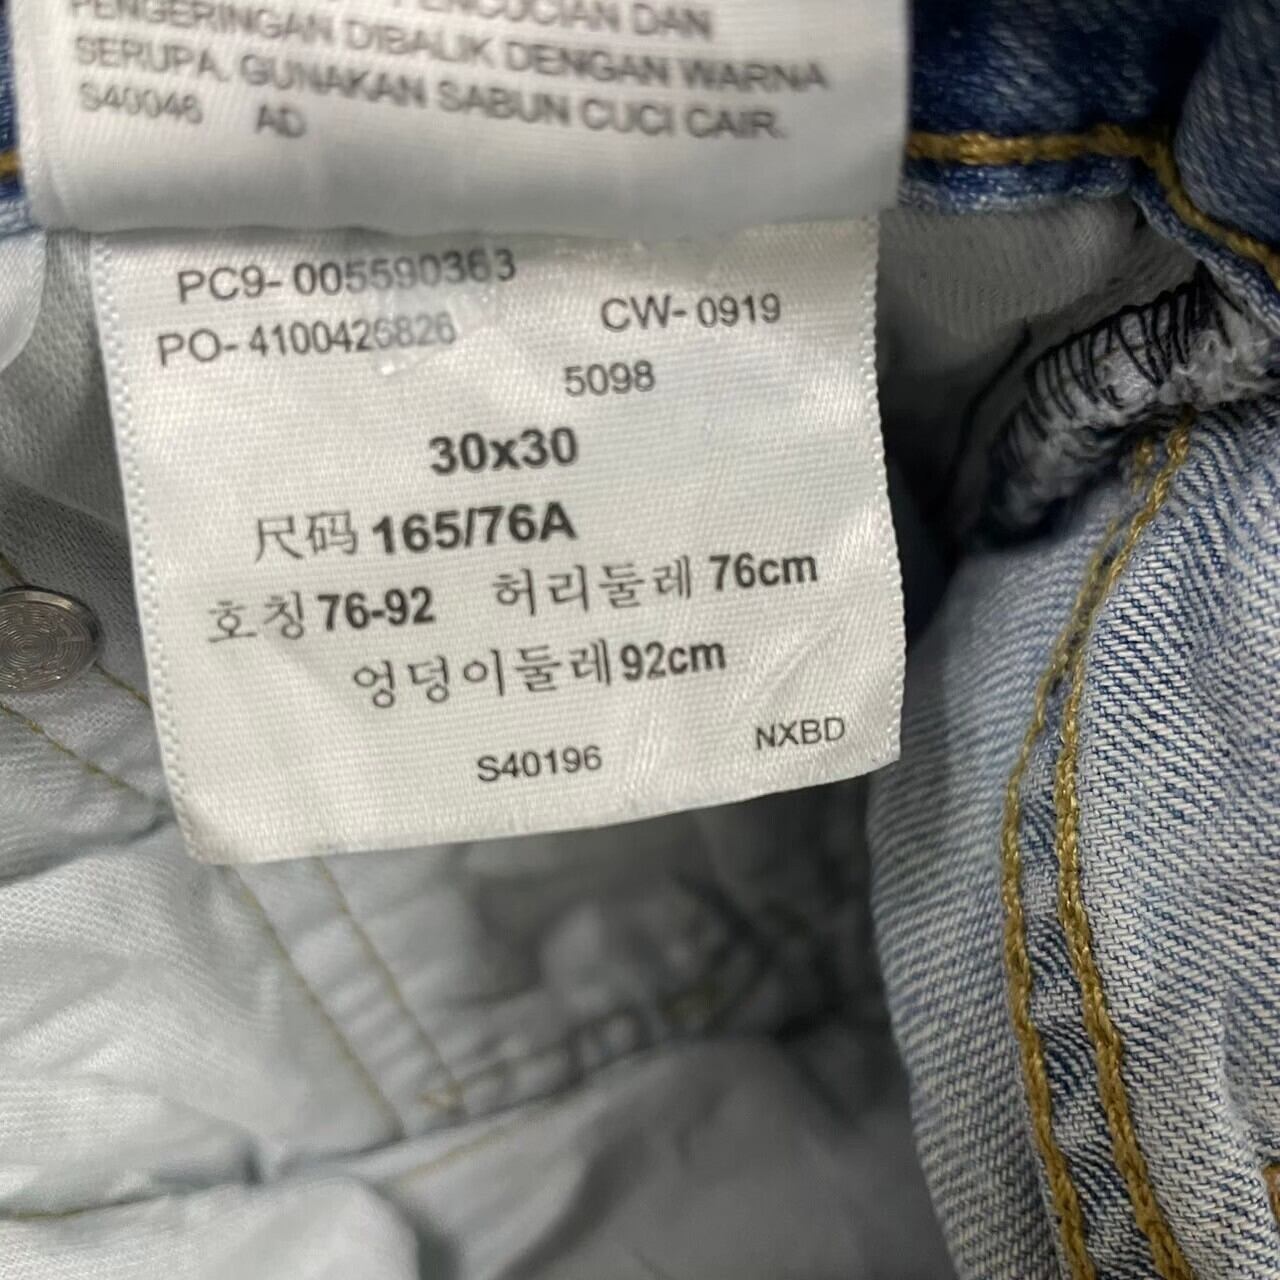 PENCUCIAN DAN
PENGERINGAN DIBALIK DENGAN WARNA
SERUPA. GUNAKAN SABUN CUCI CAIR.
S40046 AD
PC9- 005590363
PO- 4100426826 CW- 0919
5098
30x30
尺码 165/76A
호칭 76-92 허리둘레 76cm
엉덩이둘레 92cm
S40196 NXBD